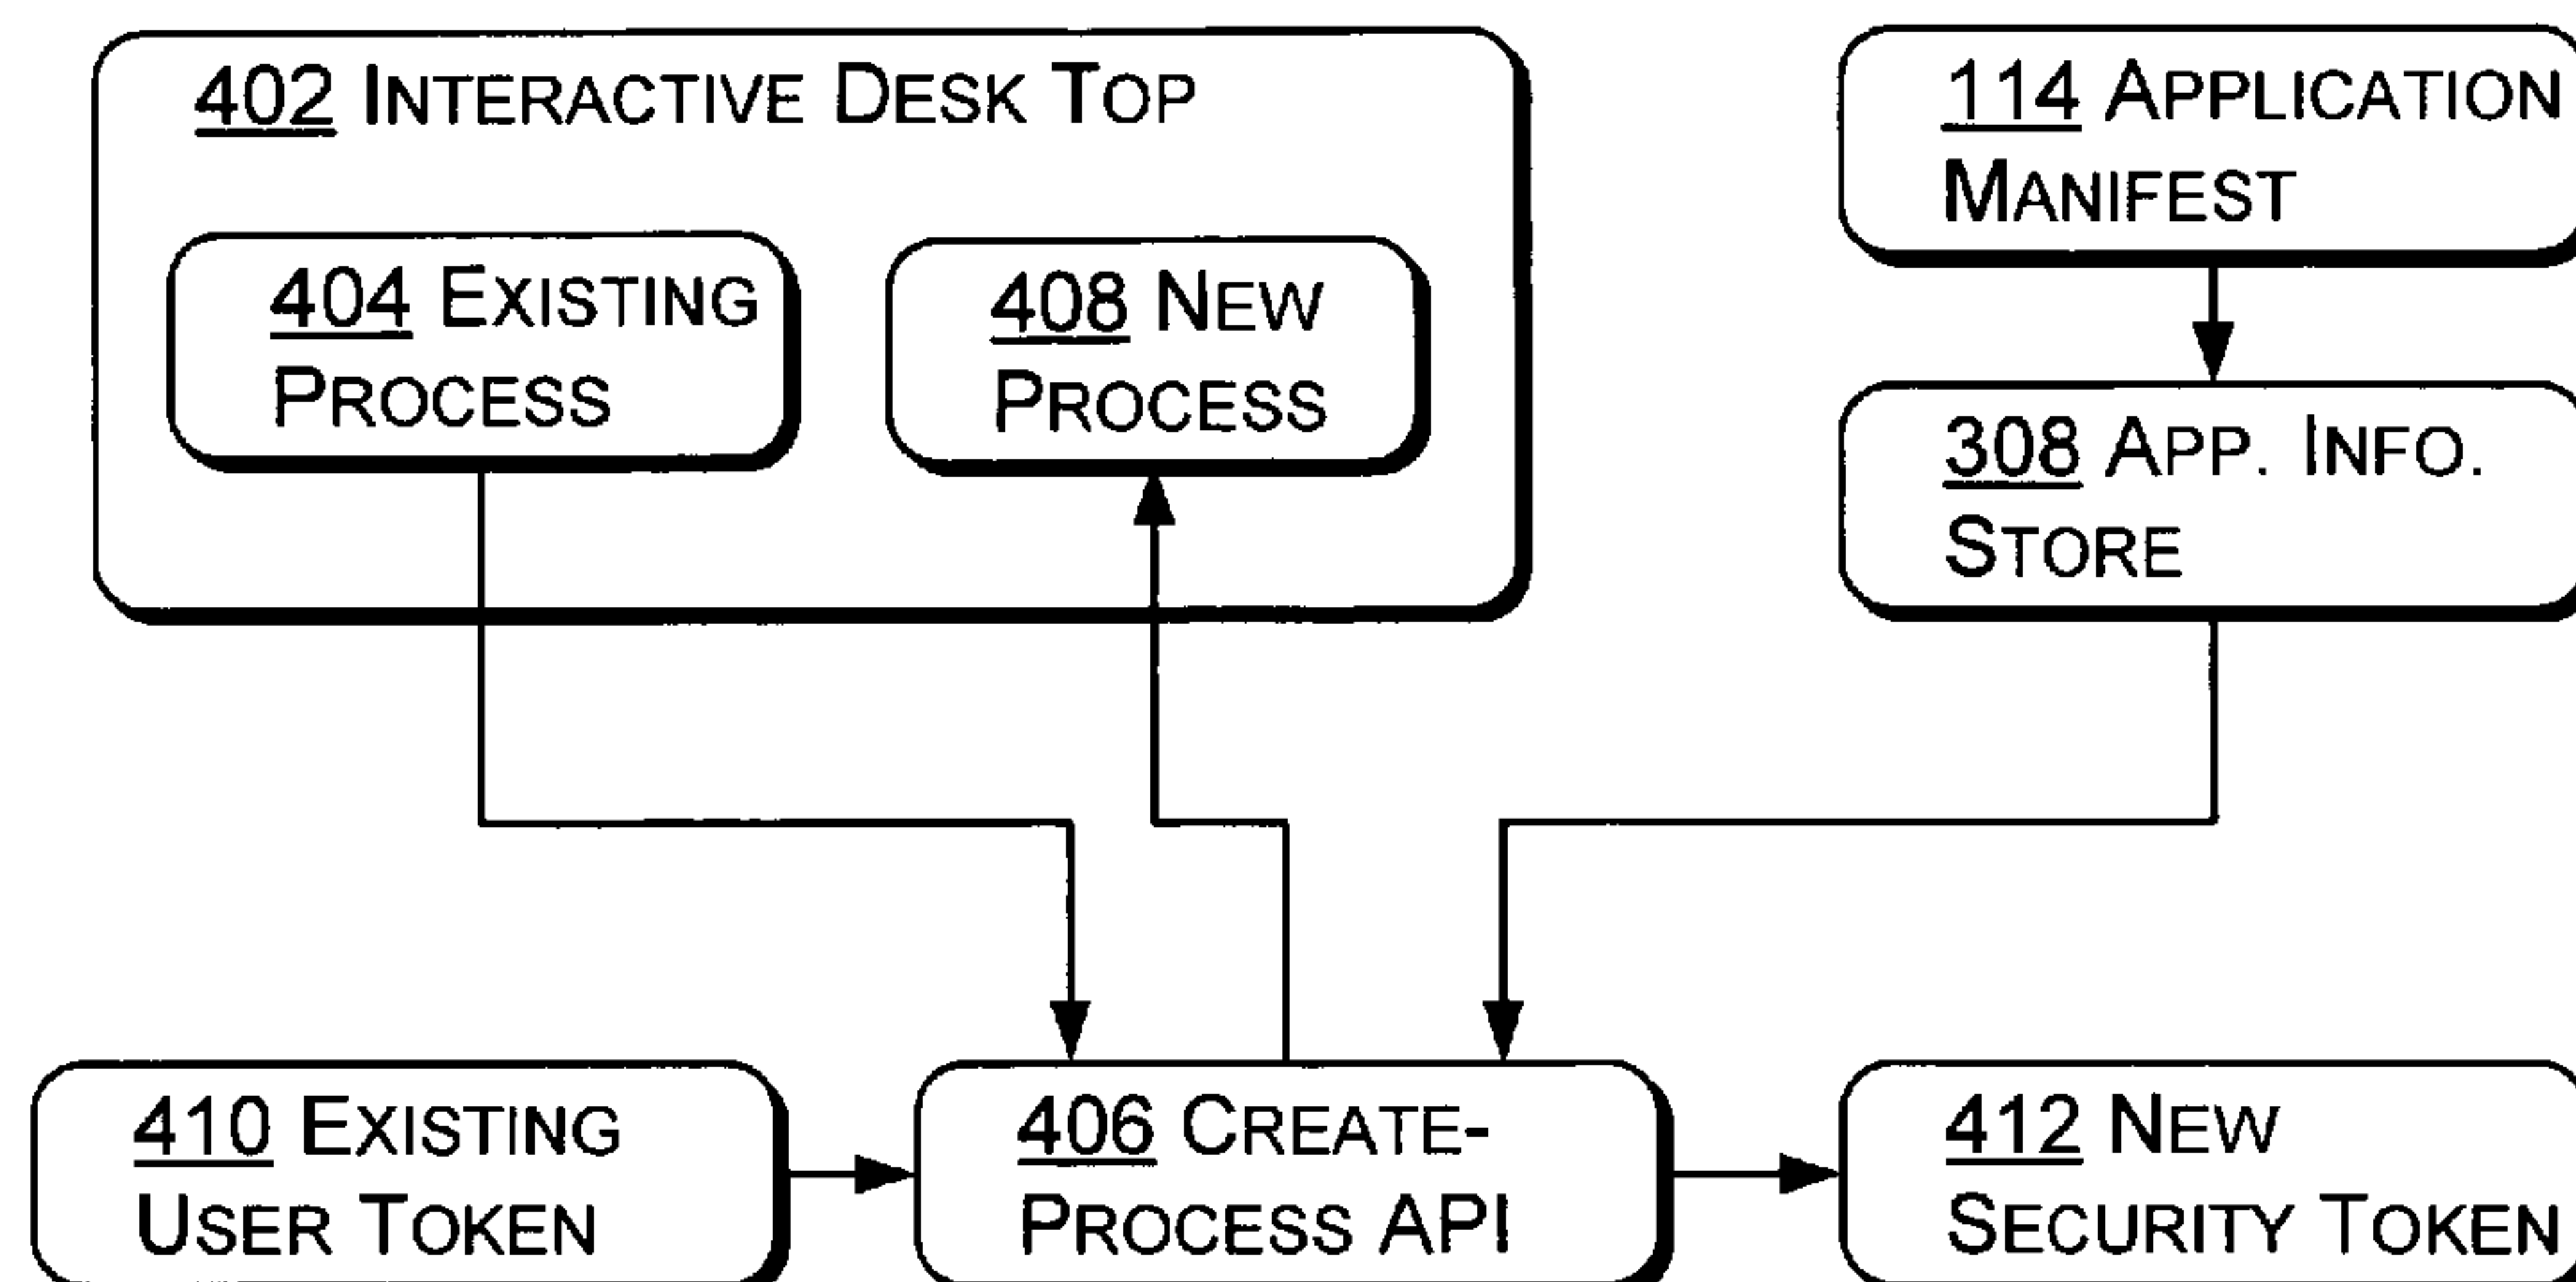 402 INTERACTIVE DESK TOP
404 EXISTING
PROCESS
408 NEW
PROCESS
114 APPLICATION
MANIFEST
308 APP. INFO.
STORE
410 EXISTING
USER TOKEN
406 CREATE-
PROCESS API
412 NEW
SECURITY TOKEN